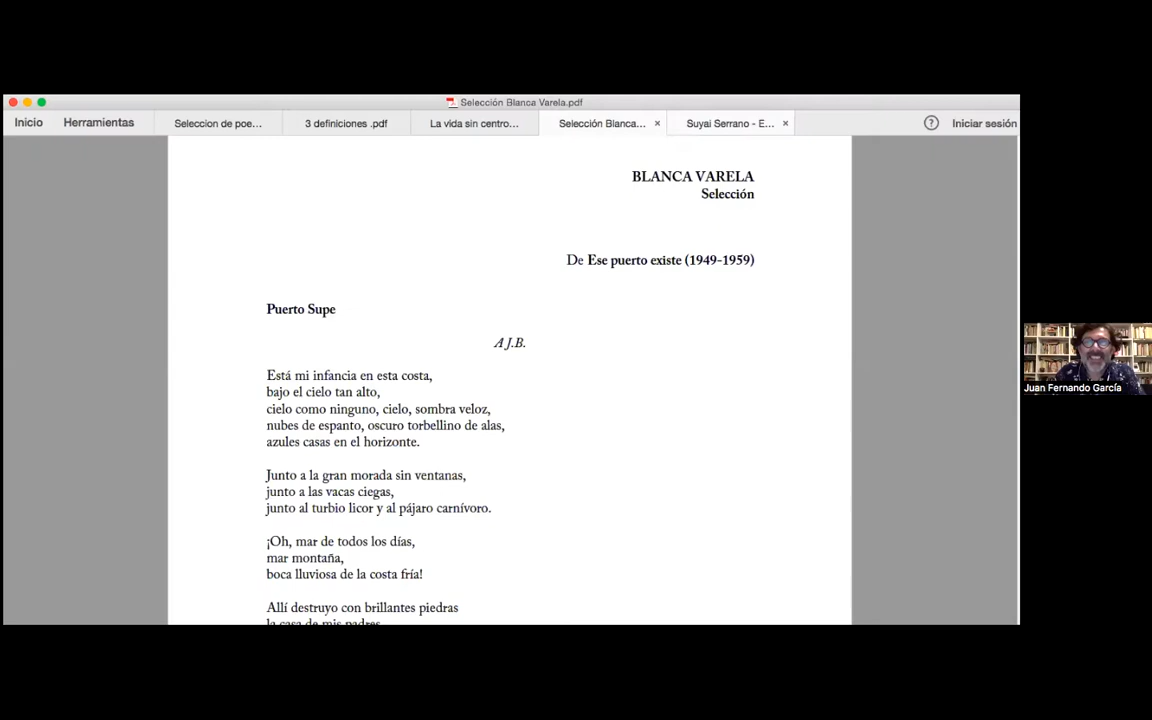 Selección Blanca Varela.pdf
Inicio Herramientas Seleccion de poe... 3 definiciones .pdf La vida sin centro... Selección Blanca... × Suyai Serrano - E... × ? Iniciar sesión
BLANCA VARELA
Selección
De Ese puerto existe (1949-1959)
Puerto Supe
A J.B.
Está mi infancia en esta costa,
bajo el cielo tan alto,
cielo como ninguno, cielo, sombra veloz,
nubes de espanto, oscuro torbellino de alas,
azules casas en el horizonte.
Junto a la gran morada sin ventanas,
junto a las vacas ciegas,
junto al turbio licor y al pájaro carnívoro.
¡Oh, mar de todos los días,
mar montaña,
boca lluviosa de la costa fría!
Allí destruyo con brillantes piedras
la casa de mis padres
Juan Fernando García